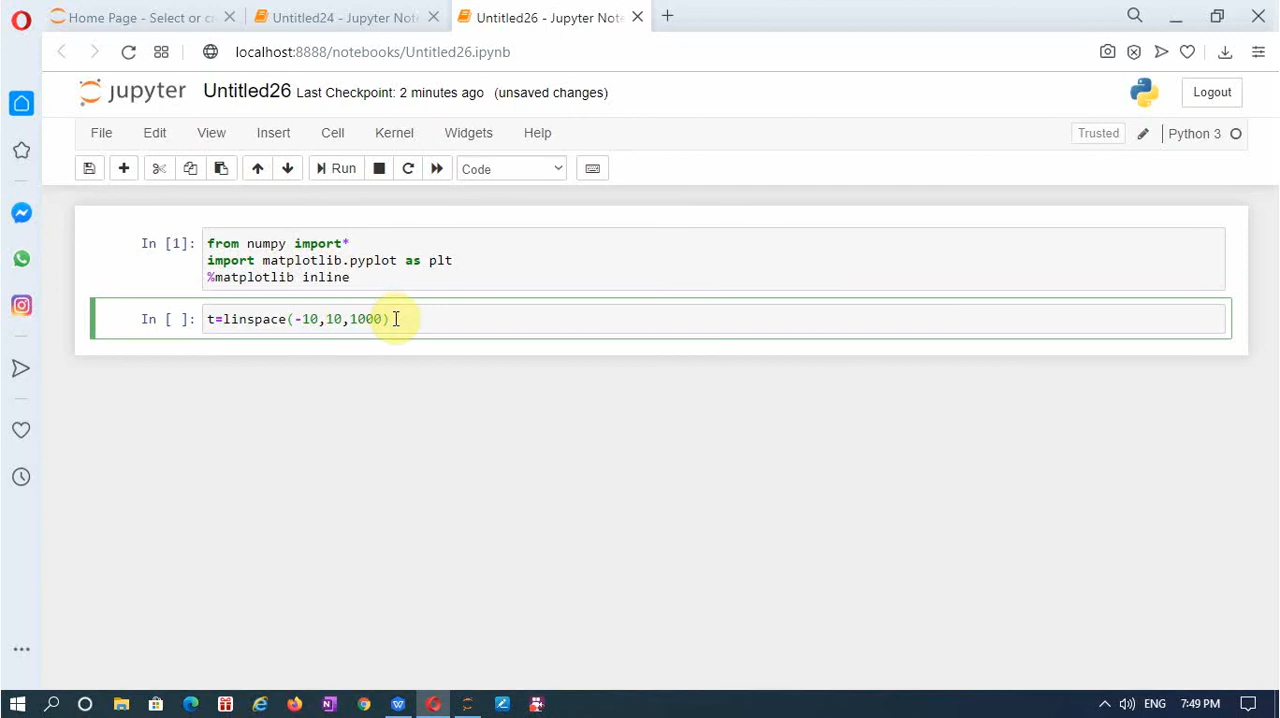 Home Page - Select or cr
Untitled24 - Jupyter Not
Untitled26 - Jupyter Note
localhost:8888/notebooks/Untitled26.ipynb
jupyter Untitled26 Last Checkpoint: 2 minutes ago (unsaved changes)
Logout
File Edit View Insert Cell Kernel Widgets Help
Trusted Python 3
Run Code
In [1]: from numpy import*
import matplotlib.pyplot as plt
%matplotlib inline
In [ ]: t=linspace(-10,10,1000)
ENG 7:49 PM